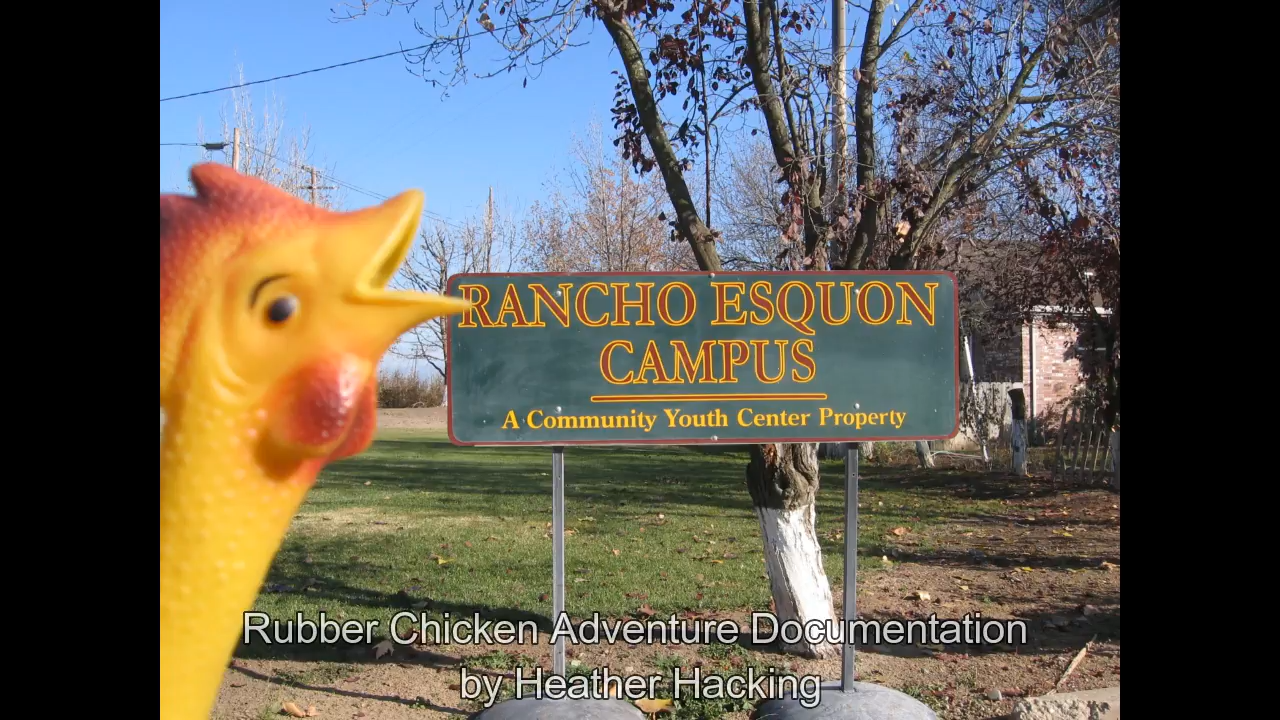 RANCHO ESQUON
CAMPUS
A Community Youth Center Property
Rubber Chicken Adventure Documentation
by Heather Hacking